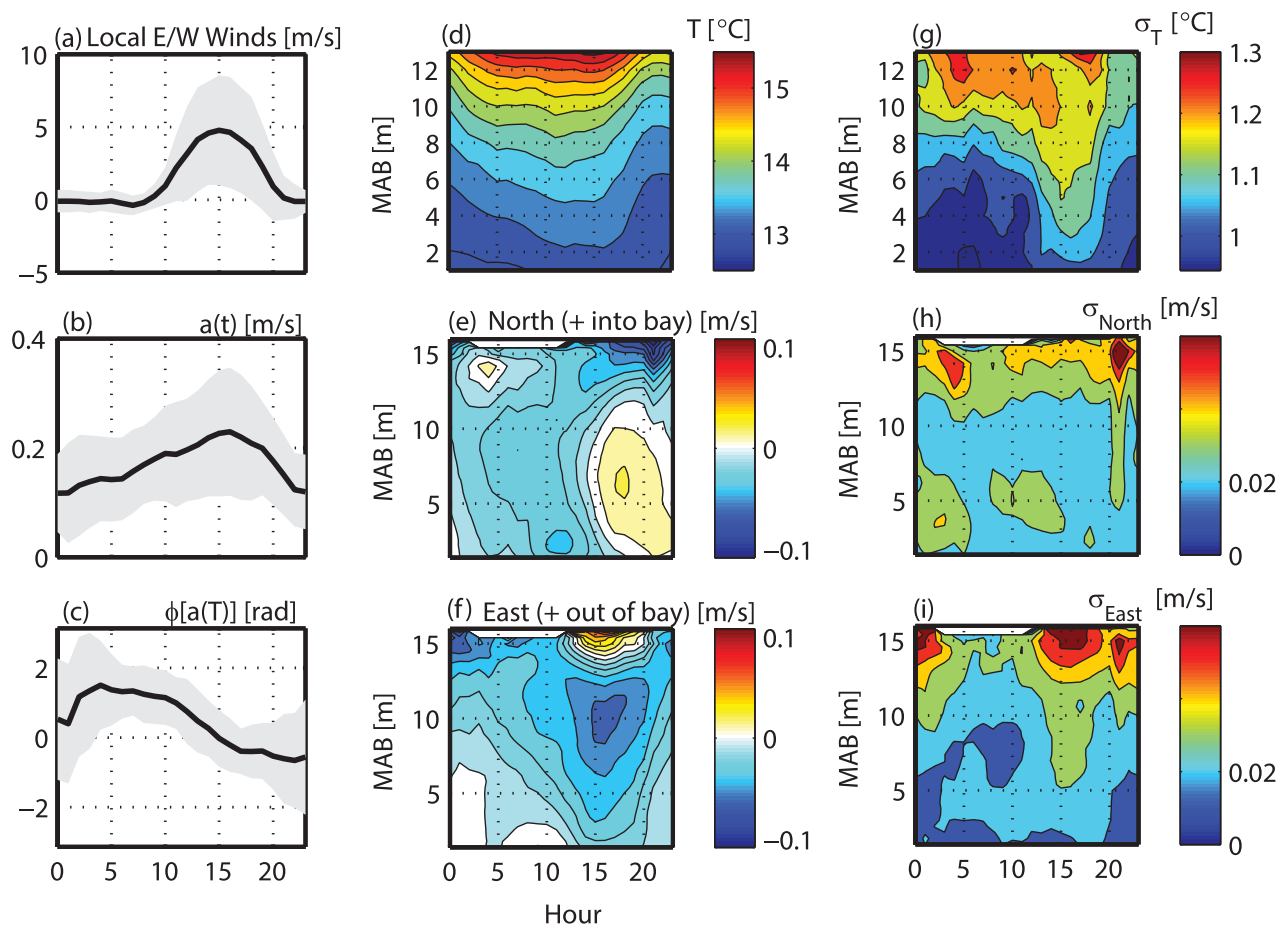 (a) Local E/W Winds [m/s]
10
5
0
−5
(d) T [°C]
MAB [m]
12
10
8
6
4
2
15
14
13
(g) σT [°C]
MAB [m]
12
10
8
6
4
2
1.3
1.2
1.1
1
(b) a(t) [m/s]
0.4
0.2
0
(e) North (+ into bay) [m/s]
MAB [m]
15
10
5
0.1
0
−0.1
(h) σNorth [m/s]
MAB [m]
15
10
5
0.02
0
(c) ϕ[a(T)] [rad]
2
0
−2
0 5 10 15 20
(f) East (+ out of bay) [m/s]
MAB [m]
15
10
5
0.1
0
−0.1
0 5 10 15 20
(i) σEast [m/s]
MAB [m]
15
10
5
0.02
0
0 5 10 15 20
Hour